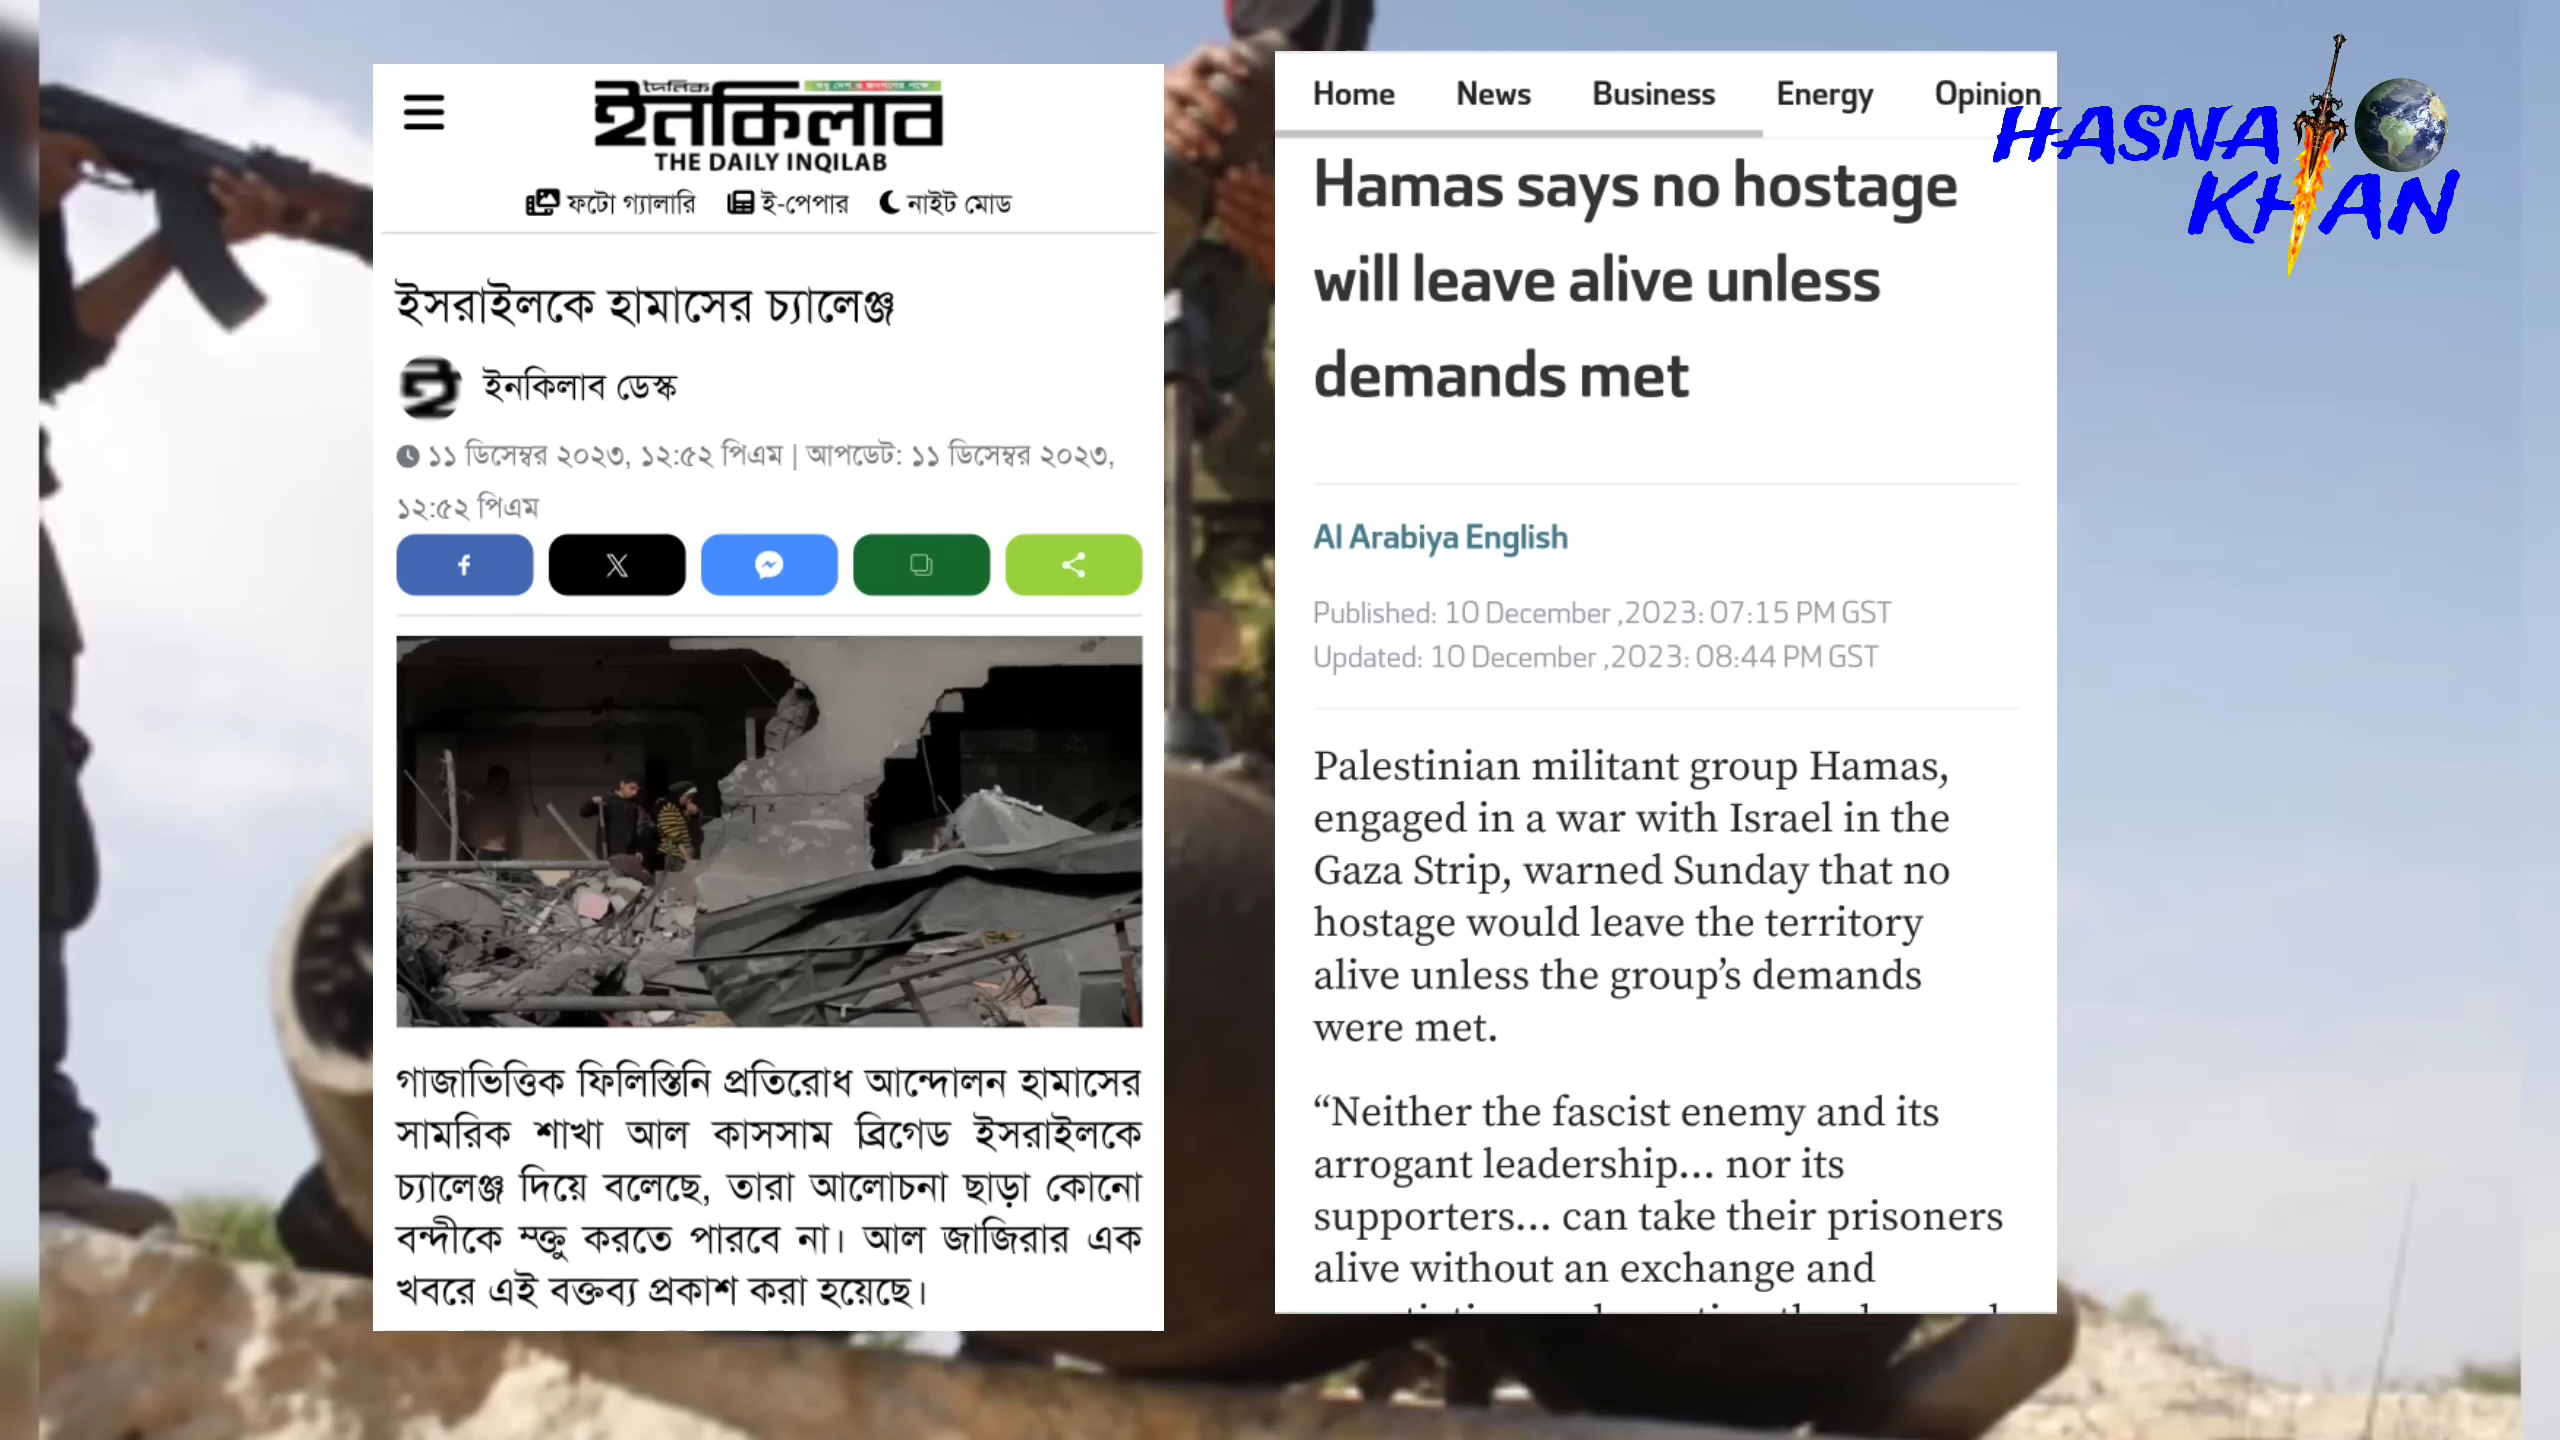 দৈনিক
ইনকিলাব
THE DAILY INQILAB
ফটো গ্যালারি ই-পেপার নাইট মোড
ইসরাইলকে হামাসের চ্যালেঞ্জ
ইনকিলাব ডেস্ক
১১ ডিসেম্বর ২০২৩, ১২:৫২ পিএম | আপডেট: ১১ ডিসেম্বর ২০২৩,
১২:৫২ পিএম
গাজাভিত্তিক ফিলিস্তিনি প্রতিরোধ আন্দোলন হামাসের
সামরিক শাখা আল কাসসাম ব্রিগেড ইসরাইলকে
চ্যালেঞ্জ দিয়ে বলেছে, তারা আলোচনা ছাড়া কোনো
বন্দীকে করতে পারবে না। আল জাজিরার এক
খবরে এই বক্তব্য প্রকাশ করা হয়েছে।
Home News Business Energy Opinion
Hamas says no hostage
will leave alive unless
demands met
Al Arabiya English
Published: 10 December ,2023: 07:15 PM GST
Updated: 10 December ,2023: 08:44 PM GST
Palestinian militant group Hamas,
engaged in a war with Israel in the
Gaza Strip, warned Sunday that no
hostage would leave the territory
alive unless the group’s demands
were met.
“Neither the fascist enemy and its
arrogant leadership… nor its
supporters… can take their prisoners
alive without an exchange and
HASNA
KHAN